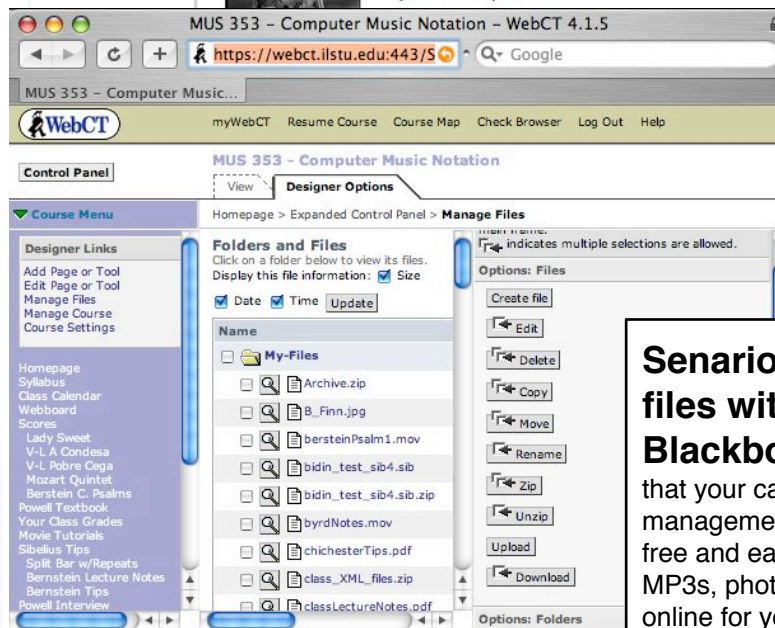 MUS 353 – Computer Music Notation – WebCT 4.1.5
https://webct.ilstu.edu:443/S
Google
MUS 353 – Computer Music...
WebCT
myWebCT Resume Course Course Map Check Browser Log Out Help
Control Panel
MUS 353 – Computer Music Notation
View Designer Options
Course Menu
Homepage > Expanded Control Panel > Manage Files
Designer Links
Add Page or Tool
Edit Page or Tool
Manage Files
Manage Course
Course Settings
Homepage
Syllabus
Class Calendar
Webboard
Scores
Lady Sweet
V-L A Condesa
V-L Pobre Cega
Mozart Quintet
Berstein C. Psalms
Powell Textbook
Your Class Grades
Movie Tutorials
Sibelius Tips
Split Bar w/Repeats
Bernstein Lecture Notes
Bernstein Tips
Powell Interview
Folders and Files
Click on a folder below to view its files.
Display this file information: Size
Date Time Update
Name
My-Files
Archive.zip
B_Finn.jpg
bersteinPsalm1.mov
bidin_test_sib4.sib
bidin_test_sib4.sib.zip
byrdNotes.mov
chichesterTips.pdf
class_XML_files.zip
classLectureNotes.pdf
main frame.
indicates multiple selections are allowed.
Options: Files
Create file
Edit
Delete
Copy
Move
Rename
Zip
Unzip
Upload
Download
Options: Folders
Senario
files wit
Blackbo
that your ca
manageme
free and ea
MP3s, phot
online for yo